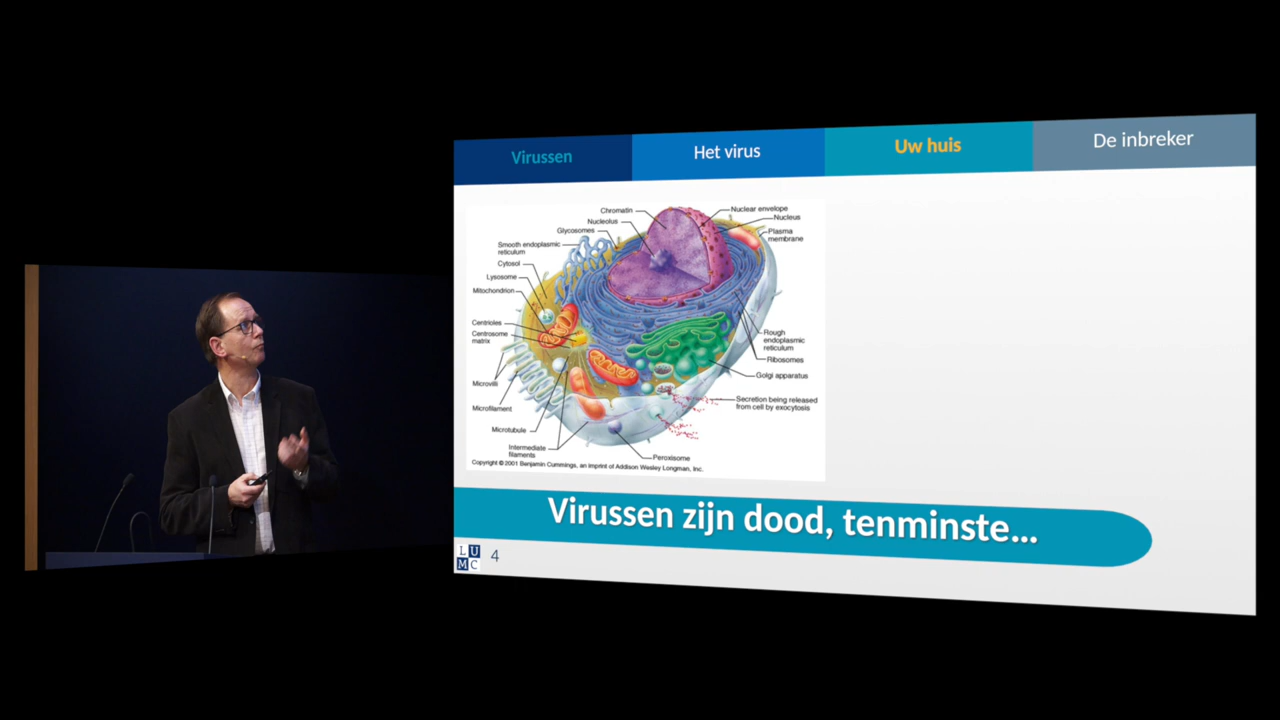 Virussen
Het virus
Uw huis
De inbreker
Chromatin
Nucleolus
Glycosomes
Smooth endoplasmic
reticulum
Cytosol
Lysosome
Mitochondrion
Centrioles
Centrosome
matrix
Microvilli
Microfilament
Microtubule
Intermediate
filaments
Nuclear envelope
Nucleus
Plasma
membrane
Rough
endoplasmic
reticulum
Ribosomes
Golgi apparatus
Secretion being released
from cell by exocytosis
Peroxisome
Copyright © 2001 Benjamin Cummings, an imprint of Addison Wesley Longman, Inc.
Virussen zijn dood, tenminste...
L U
M C
4